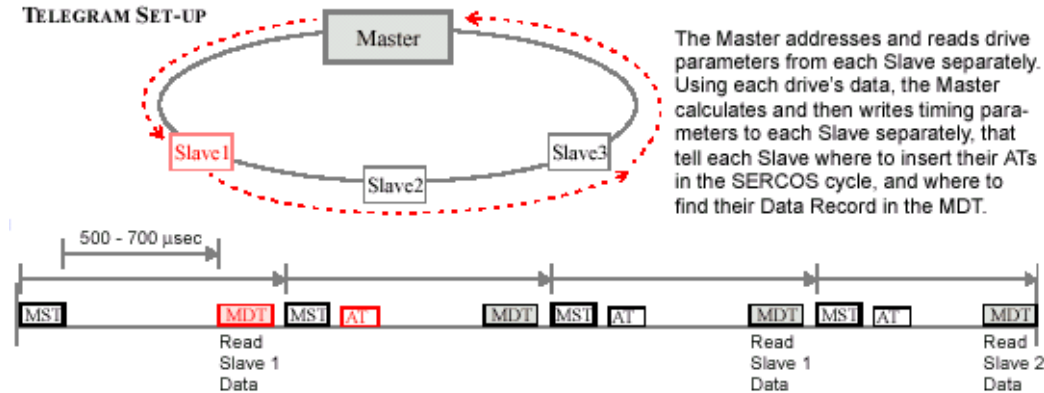 TELEGRAM SET-UP
Master
Slave1
Slave2
Slave3
The Master addresses and reads drive
parameters from each Slave separately.
Using each drive's data, the Master
calculates and then writes timing para-
meters to each Slave separately, that
tell each Slave where to insert their ATs
in the SERCOS cycle, and where to
find their Data Record in the MDT.
500 - 700 µsec
MST
MDT
MST
AT
MDT
MST
AT
MDT
MST
AT
MDT
Read
Slave 1
Data
Read
Slave 1
Data
Read
Slave 2
Data